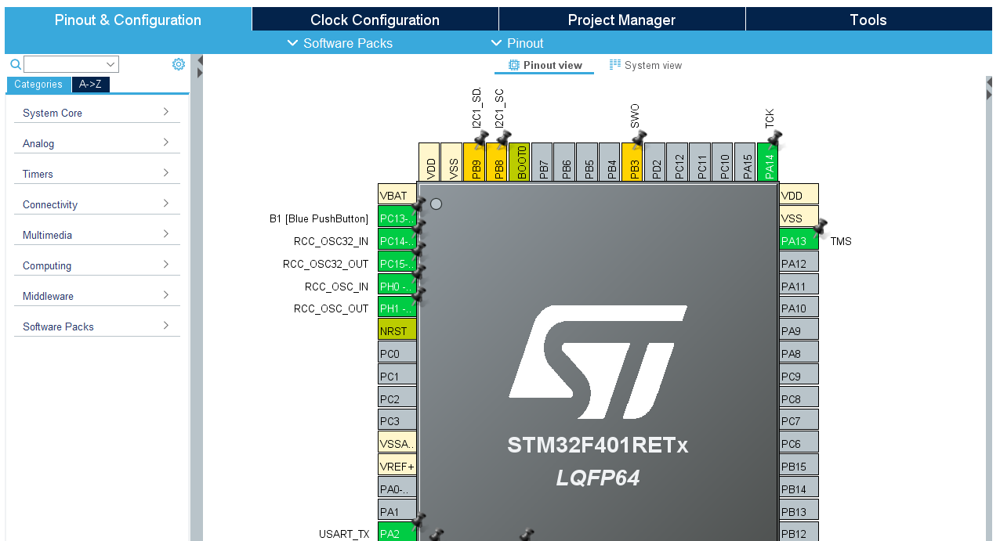 Pinout & Configuration
Clock Configuration
Project Manager
Tools
Software Packs
Pinout
Pinout view
System view
Categories
A->Z
System Core
Analog
Timers
Connectivity
Multimedia
Computing
Middleware
Software Packs
I2C1_SD.
I2C1_SC
SWO
TCK
VDD
VSS
PB9
PB8
BOOT0
PB7
PB6
PB5
PB4
PB3
PD2
PC12
PC11
PC10
PA15
PA14
VBAT
B1 [Blue PushButton] PC13-..
RCC_OSC32_IN PC14-..
RCC_OSC32_OUT PC15-..
RCC_OSC_IN PH0 -..
RCC_OSC_OUT PH1 -..
NRST
PC0
PC1
PC2
PC3
VSSA..
VREF+
PA0-..
PA1
USART_TX PA2
STM32F401RETx
LQFP64
VDD
VSS
PA13 TMS
PA12
PA11
PA10
PA9
PA8
PC9
PC8
PC7
PC6
PB15
PB14
PB13
PB12